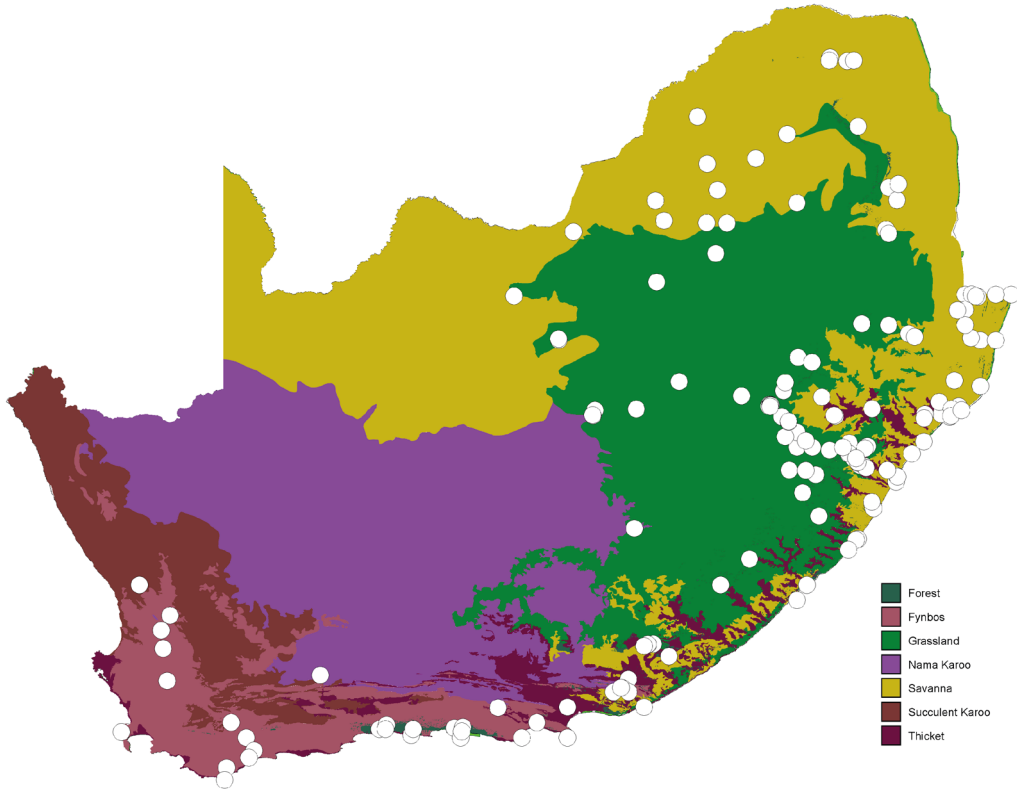 Forest
Fynbos
Grassland
Nama Karoo
Savanna
Succulent Karoo
Thicket